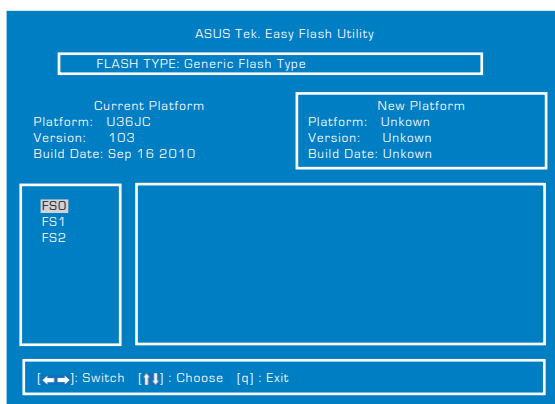 ASUS Tek. Easy Flash Utility
FLASH TYPE: Generic Flash Type
Current Platform
Platform: U36JC
Version: 103
Build Date: Sep 16 2010
New Platform
Platform: Unkown
Version: Unkown
Build Date: Unkown
FS0
FS1
FS2
[←→]: Switch [↑↓] : Choose [q] : Exit